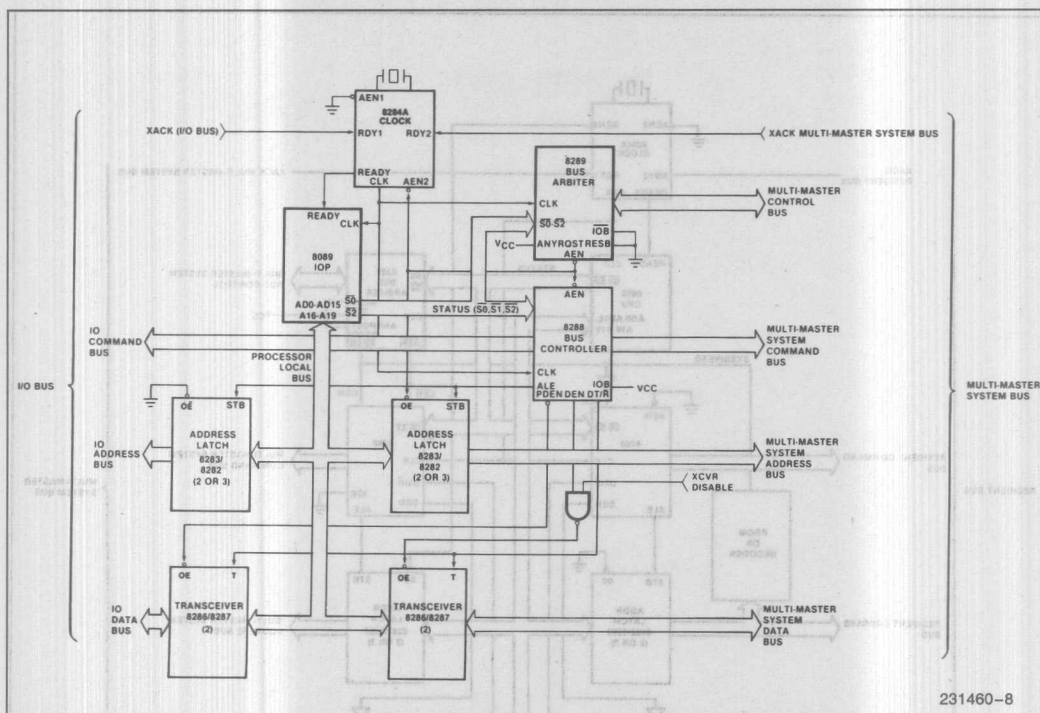 AEN1
8284A
CLOCK
XACK (I/O BUS)
RDY1
RDY2
XACK MULTI-MASTER SYSTEM BUS
READY
CLK
AEN2
8289
BUS
ARBITER
CLK
S0-S2
IOB
VCC
ANYRQST RESB
AEN
MULTI-MASTER
CONTROL
BUS
READY
CLK
8089
IOP
AD0-AD15
A16-A19
S0
S2
STATUS (S0,S1,S2)
AEN
8288
BUS
CONTROLLER
CLK
ALE
IOB
PDEN DEN DT/R
VCC
IO
COMMAND
BUS
PROCESSOR
LOCAL
BUS
MULTI-MASTER
SYSTEM
COMMAND
BUS
I/O BUS
MULTI-MASTER
SYSTEM BUS
OE
STB
ADDRESS
LATCH
8283/
8282
(2 OR 3)
OE
STB
ADDRESS
LATCH
8283/
8282
(2 OR 3)
IO
ADDRESS
BUS
MULTI-MASTER
SYSTEM
ADDRESS
BUS
XCVR
DISABLE
OE
T
TRANSCEIVER
8286/8287
(2)
OE
T
TRANSCEIVER
8286/8287
(2)
IO
DATA
BUS
MULTI-MASTER
SYSTEM
DATA
BUS
231460-8